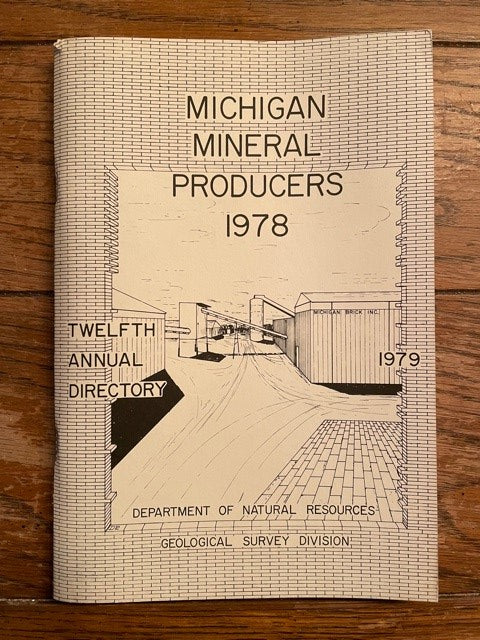 MICHIGAN
MINERAL
PRODUCERS
1978
MICHIGAN BRICK INC.
TWELFTH
ANNUAL
DIRECTORY
1979
DEPARTMENT OF NATURAL RESOURCES
GEOLOGICAL SURVEY DIVISION